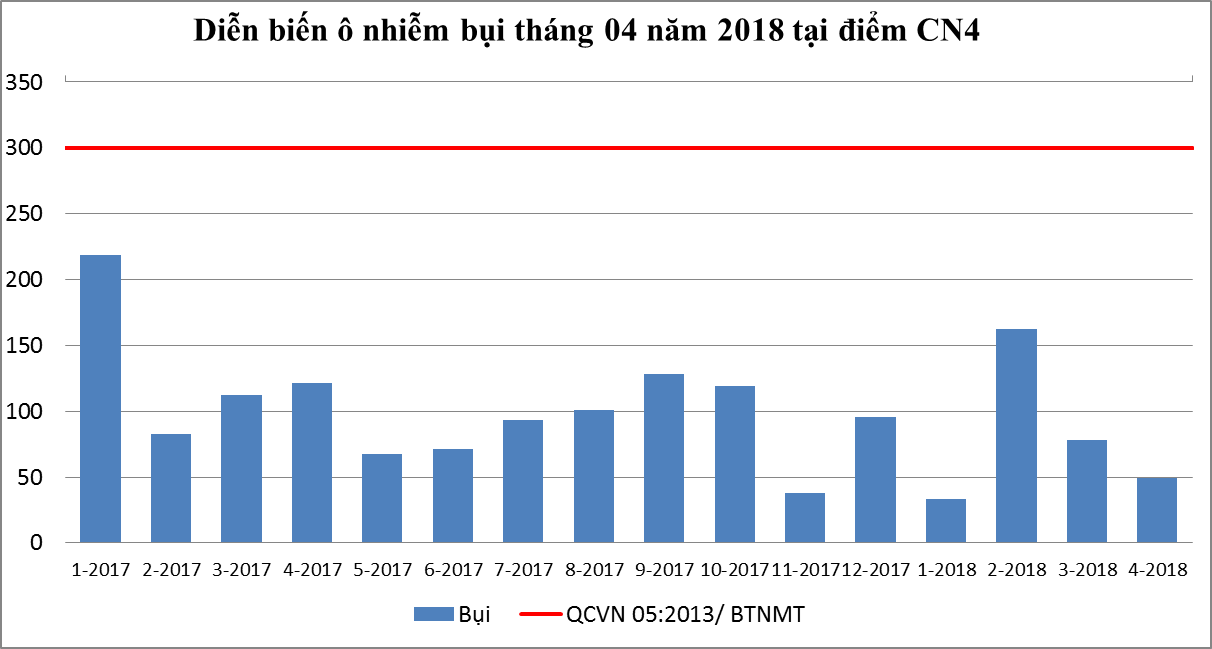 Diễn biến ô nhiễm bụi tháng 04 năm 2018 tại điểm CN4
350
300
250
200
150
100
50
0
1-2017 2-2017 3-2017 4-2017 5-2017 6-2017 7-2017 8-2017 9-2017 10-2017 11-2017 12-2017 1-2018 2-2018 3-2018 4-2018
Bụi QCVN 05:2013/ BTNMT